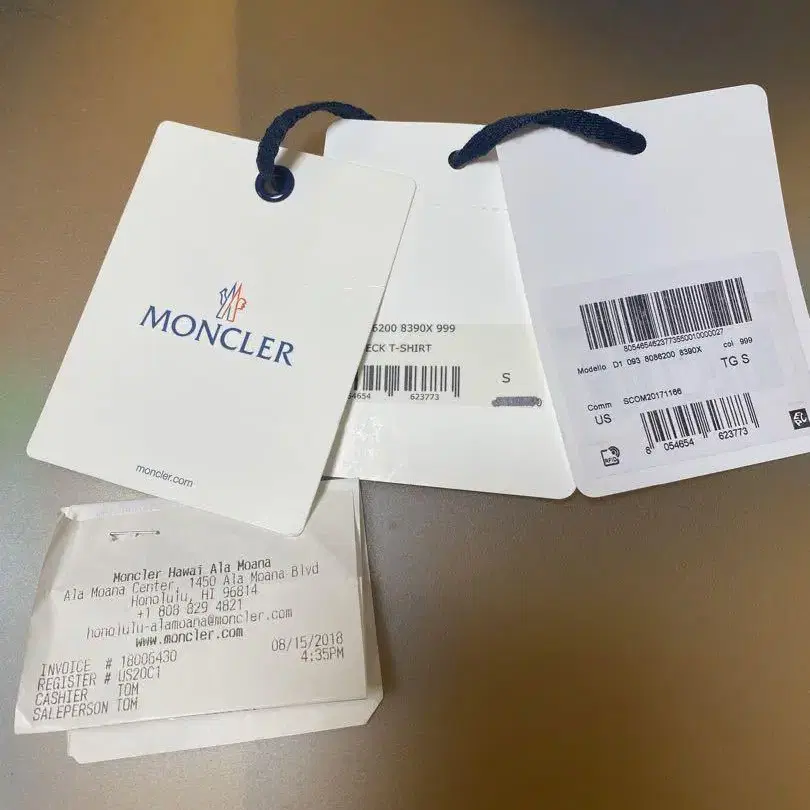 MONCLER
moncler.com
6200 8390X 999
ECK T-SHIRT
S
54654 623773
8054654623773550010000027
Modello D1 093 8086200 8390X col 999
TG S
Comm SCOM20171166
US
8 054654 623773
RFID
Moncler Hawai Ala Moana
Ala Moana Center, 1450 Ala Moana Blvd
Honolulu, HI 96814
+1 808 829 4821
honolulu-alamoana@moncler.com
www.moncler.com
08/15/2018
4:35PM
INVOICE # 18006430
REGISTER # US20C1
CASHIER TOM
SALEPERSON TOM